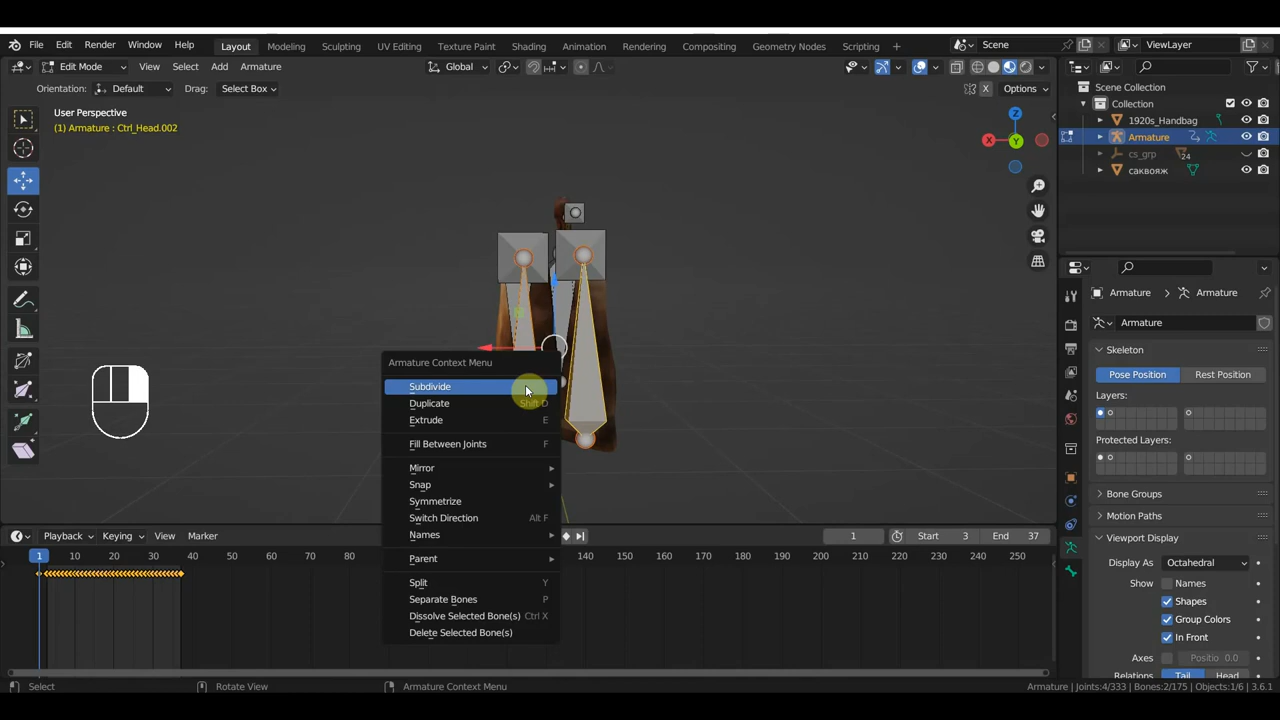 File Edit Render Window Help Layout Modeling Sculpting UV Editing Texture Paint Shading Animation Rendering Compositing Geometry Nodes Scripting + Scene ViewLayer
Edit Mode View Select Add Armature Global
Orientation: Default Drag: Select Box X Options
User Perspective
(1) Armature : Ctrl_Head.002
Z
X
Y
Scene Collection
Collection
1920s_Handbag
Armature
cs_grp 24
саквояж
Armature Context Menu
Subdivide
Duplicate Shift D
Extrude E
Fill Between Joints F
Mirror
Snap
Symmetrize
Switch Direction Alt F
Names
Parent
Split Y
Separate Bones P
Dissolve Selected Bone(s) Ctrl X
Delete Selected Bone(s)
Armature > Armature
Armature
Skeleton
Pose Position Rest Position
Layers:
Protected Layers:
Bone Groups
Motion Paths
Viewport Display
Display As Octahedral
Show Names
Shapes
Group Colors
In Front
Axes Positio 0.0
Relations Tail Head
Playback Keying View Marker 1 Start 3 End 37
1 10 20 30 40 50 60 70 80 140 150 160 170 180 190 200 210 220 230 240 250
Select Rotate View Armature Context Menu Armature | Joints:4/333 | Bones:2/175 | Objects:1/6 | 3.6.1